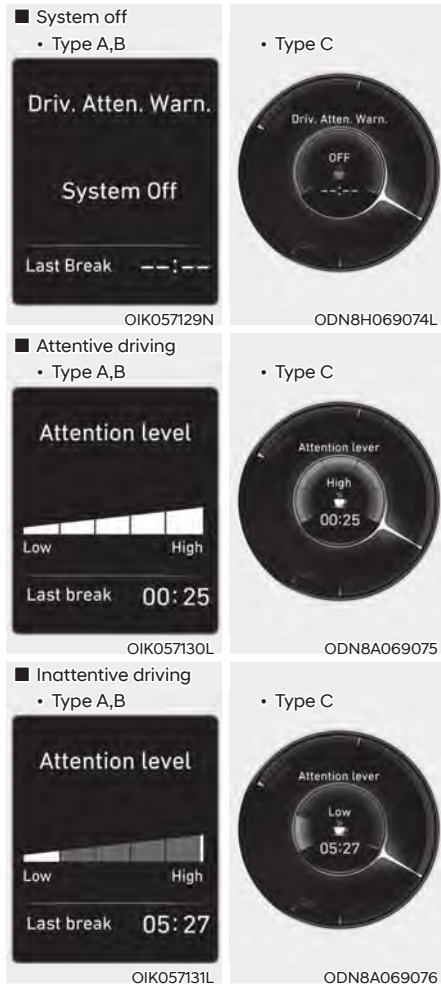 ■ System off
• Type A,B
Driv. Atten. Warn.
System Off
Last Break --:--
OIK057129N
• Type C
Driv. Atten. Warn.
OFF
--:--
ODN8H069074L
■ Attentive driving
• Type A,B
Attention level
Low High
Last break 00:25
OIK057130L
• Type C
Attention lever
High
00:25
ODN8A069075
■ Inattentive driving
• Type A,B
Attention level
Low High
Last break 05:27
OIK057131L
• Type C
Attention lever
Low
05:27
ODN8A069076